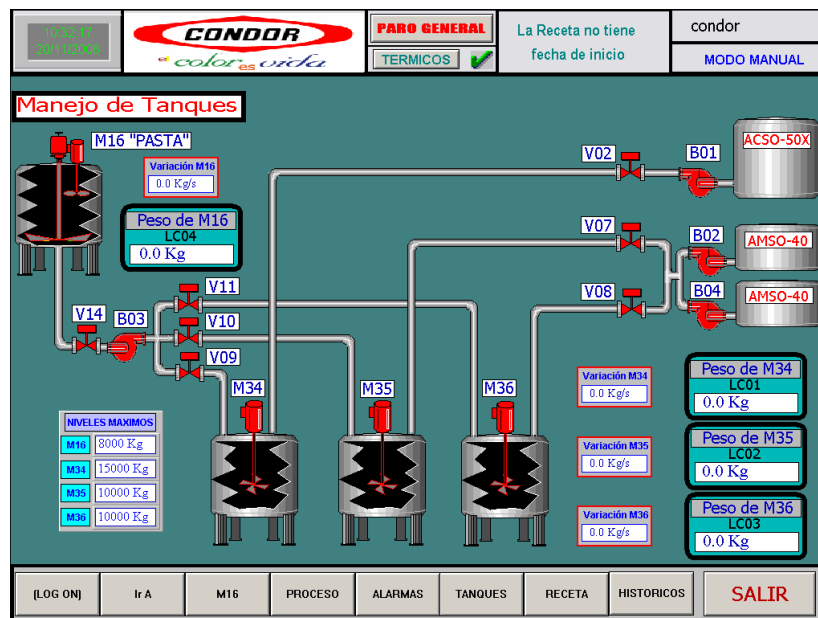 10:32:17
20/11/2006
CONDOR
color es vida
PARO GENERAL
TERMICOS
La Receta no tiene
fecha de inicio
condor
MODO MANUAL
Manejo de Tanques
M16 "PASTA"
Variación M16
0.0 Kg/s
Peso de M16
LC04
0.0 Kg
V02
B01
ACSO-50X
V07
B02
AMSO-40
V08
B04
AMSO-40
V11
V14
B03
V10
V09
M34
M35
M36
NIVELES MAXIMOS
M16
8000 Kg
M34
15000 Kg
M35
10000 Kg
M36
10000 Kg
Variación M34
0.0 Kg/s
Variación M35
0.0 Kg/s
Variación M36
0.0 Kg/s
Peso de M34
LC01
0.0 Kg
Peso de M35
LC02
0.0 Kg
Peso de M36
LC03
0.0 Kg
(LOG ON)
Ir A
M16
PROCESO
ALARMAS
TANQUES
RECETA
HISTORICOS
SALIR